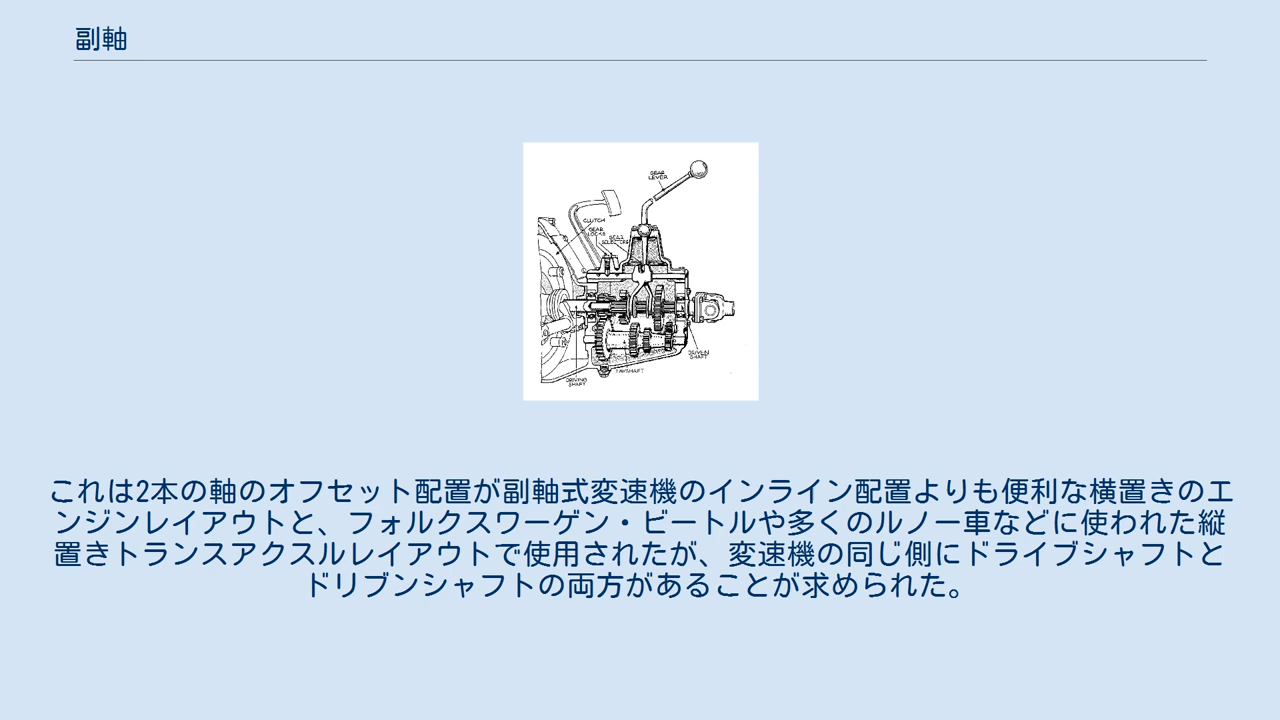 副軸
GEAR
LEVER
CLUTCH
GEAR
LOCKS
GEAR
SELECTORS
DRIVEN
SHAFT
LAYSHAFT
DRIVING
SHAFT
これは2本の軸のオフセット配置が副軸式変速機のインライン配置よりも便利な横置きのエ
ンジンレイアウトと、フォルクスワーゲン・ビートルや多くのルノー車などに使われた縦
置きトランスアクスルレイアウトで使用されたが、変速機の同じ側にドライブシャフトと
ドリブンシャフトの両方があることが求められた。